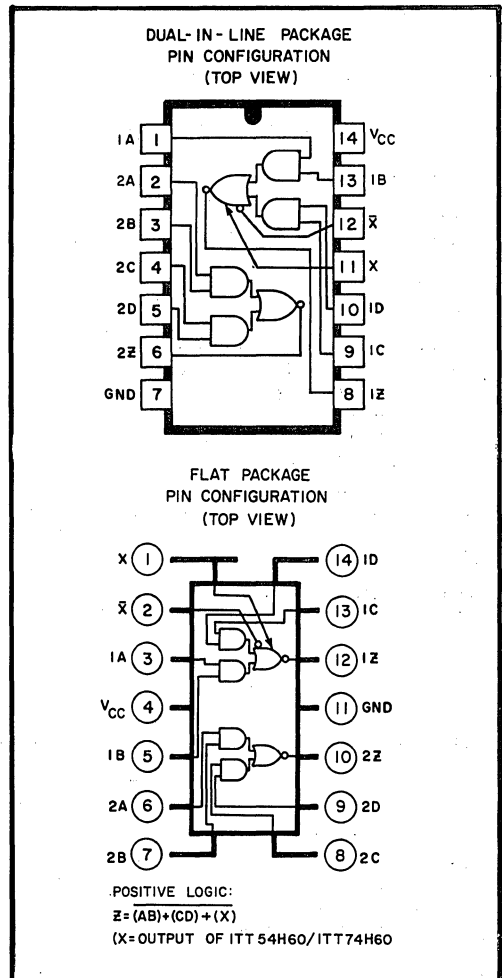 DUAL-IN-LINE PACKAGE
PIN CONFIGURATION
(TOP VIEW)
1A 1 14 VCC
2A 2 13 1B
2B 3 12 X̄
2C 4 11 X
2D 5 10 1D
2Z 6 9 1C
GND 7 8 1Z
FLAT PACKAGE
PIN CONFIGURATION
(TOP VIEW)
X 1 14 1D
X̄ 2 13 1C
1A 3 12 1Z
VCC 4 11 GND
1B 5 10 2Z
2A 6 9 2D
2B 7 8 2C
POSITIVE LOGIC:
Z = (AB)+(CD)+(X)
(X=OUTPUT OF ITT 54H60/ITT74H60